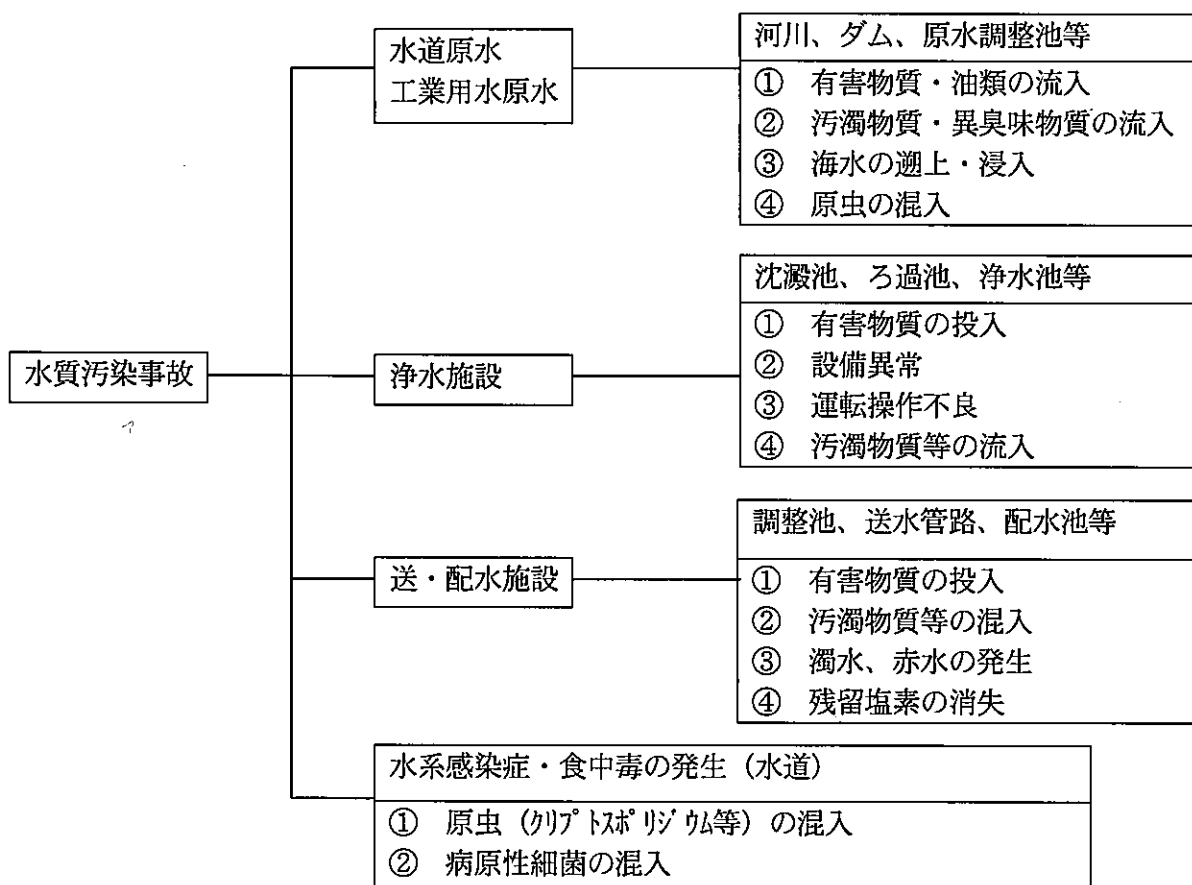 水道原水
工業用水原水
河川、ダム、原水調整池等
① 有害物質・油類の流入
② 汚濁物質・異臭味物質の流入
③ 海水の遡上・浸入
④ 原虫の混入
水質汚染事故
浄水施設
沈澱池、ろ過池、浄水池等
① 有害物質の投入
② 設備異常
③ 運転操作不良
④ 汚濁物質等の流入
送・配水施設
調整池、送水管路、配水池等
① 有害物質の投入
② 汚濁物質等の混入
③ 濁水、赤水の発生
④ 残留塩素の消失
水系感染症・食中毒の発生（水道）
① 原虫（ｸﾘﾌﾟﾄｽﾎﾟﾘｼﾞｳﾑ等）の混入
② 病原性細菌の混入